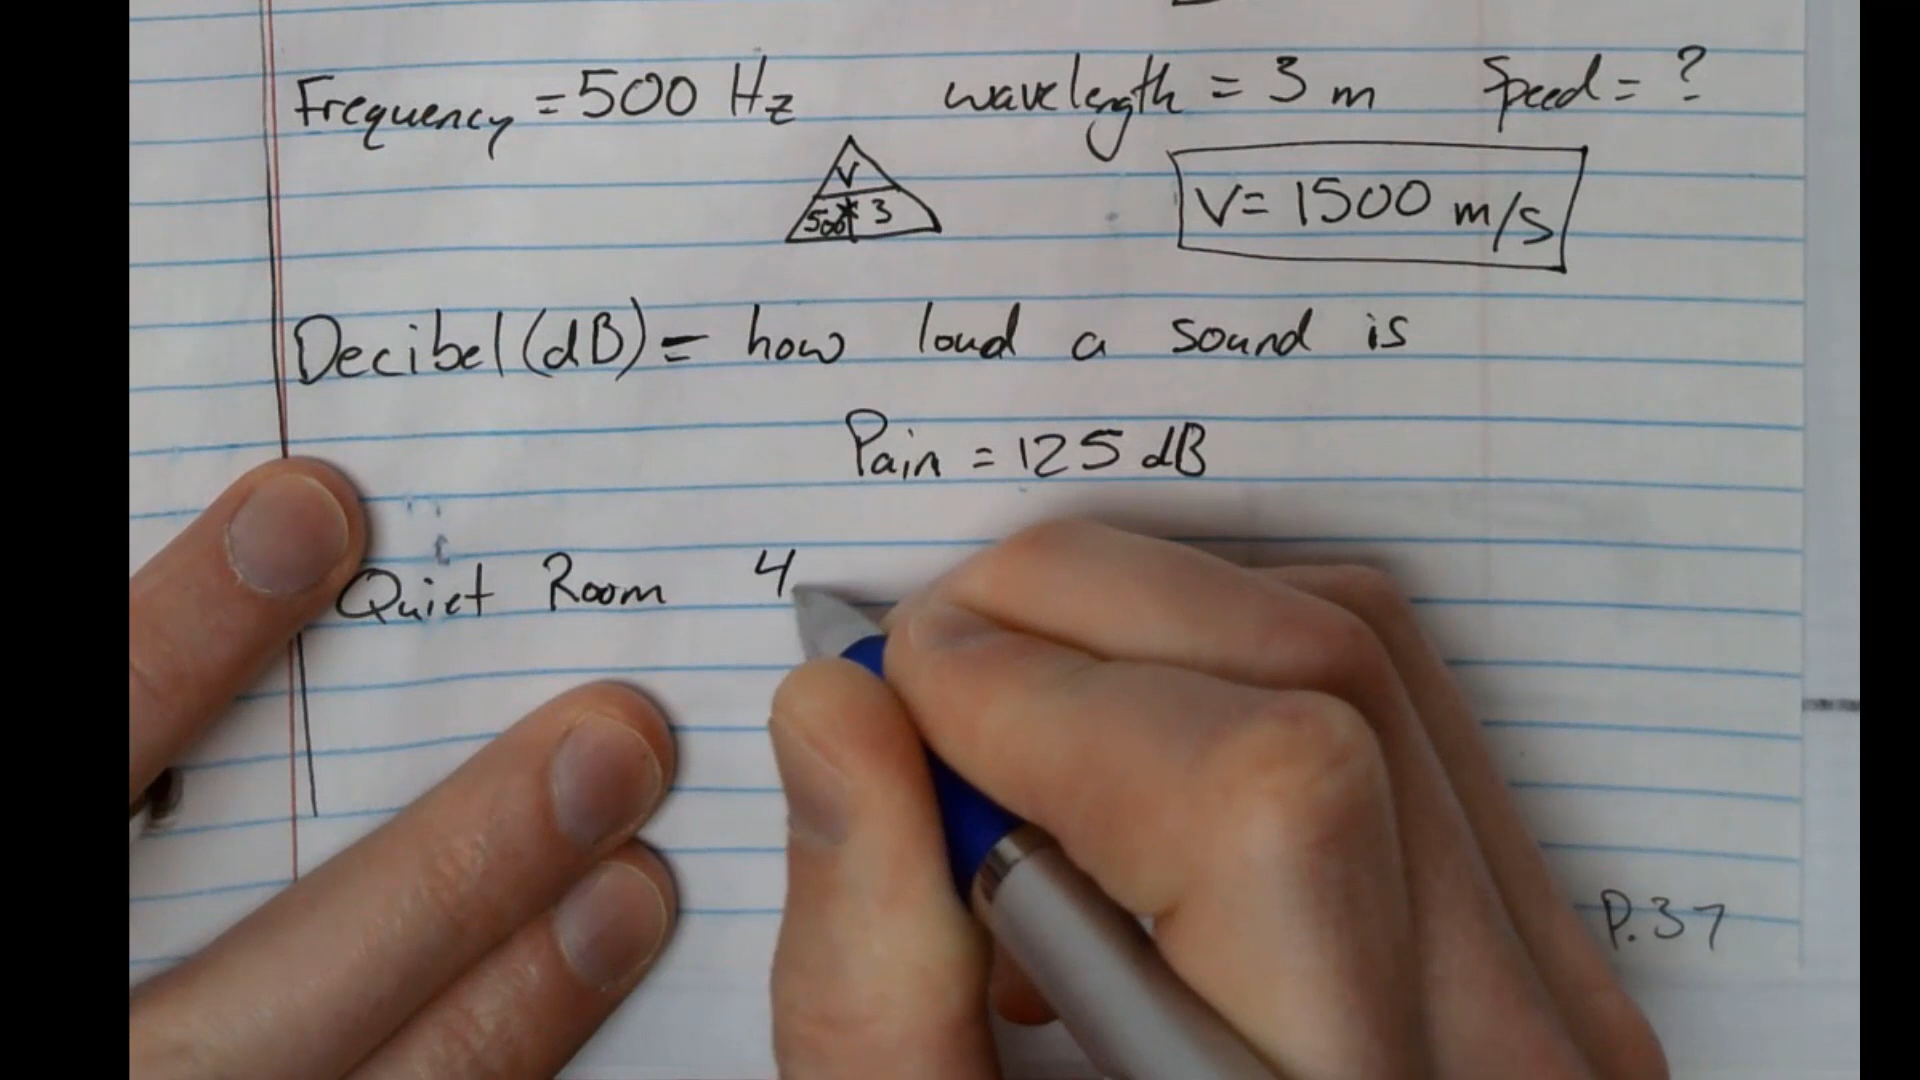 Frequency = 500 Hz wavelength = 3 m Speed = ?
V
500 * 3
V = 1500 m/s
Decibel (dB) = how loud a sound is
Pain = 125 dB
Quiet Room 4
P.37